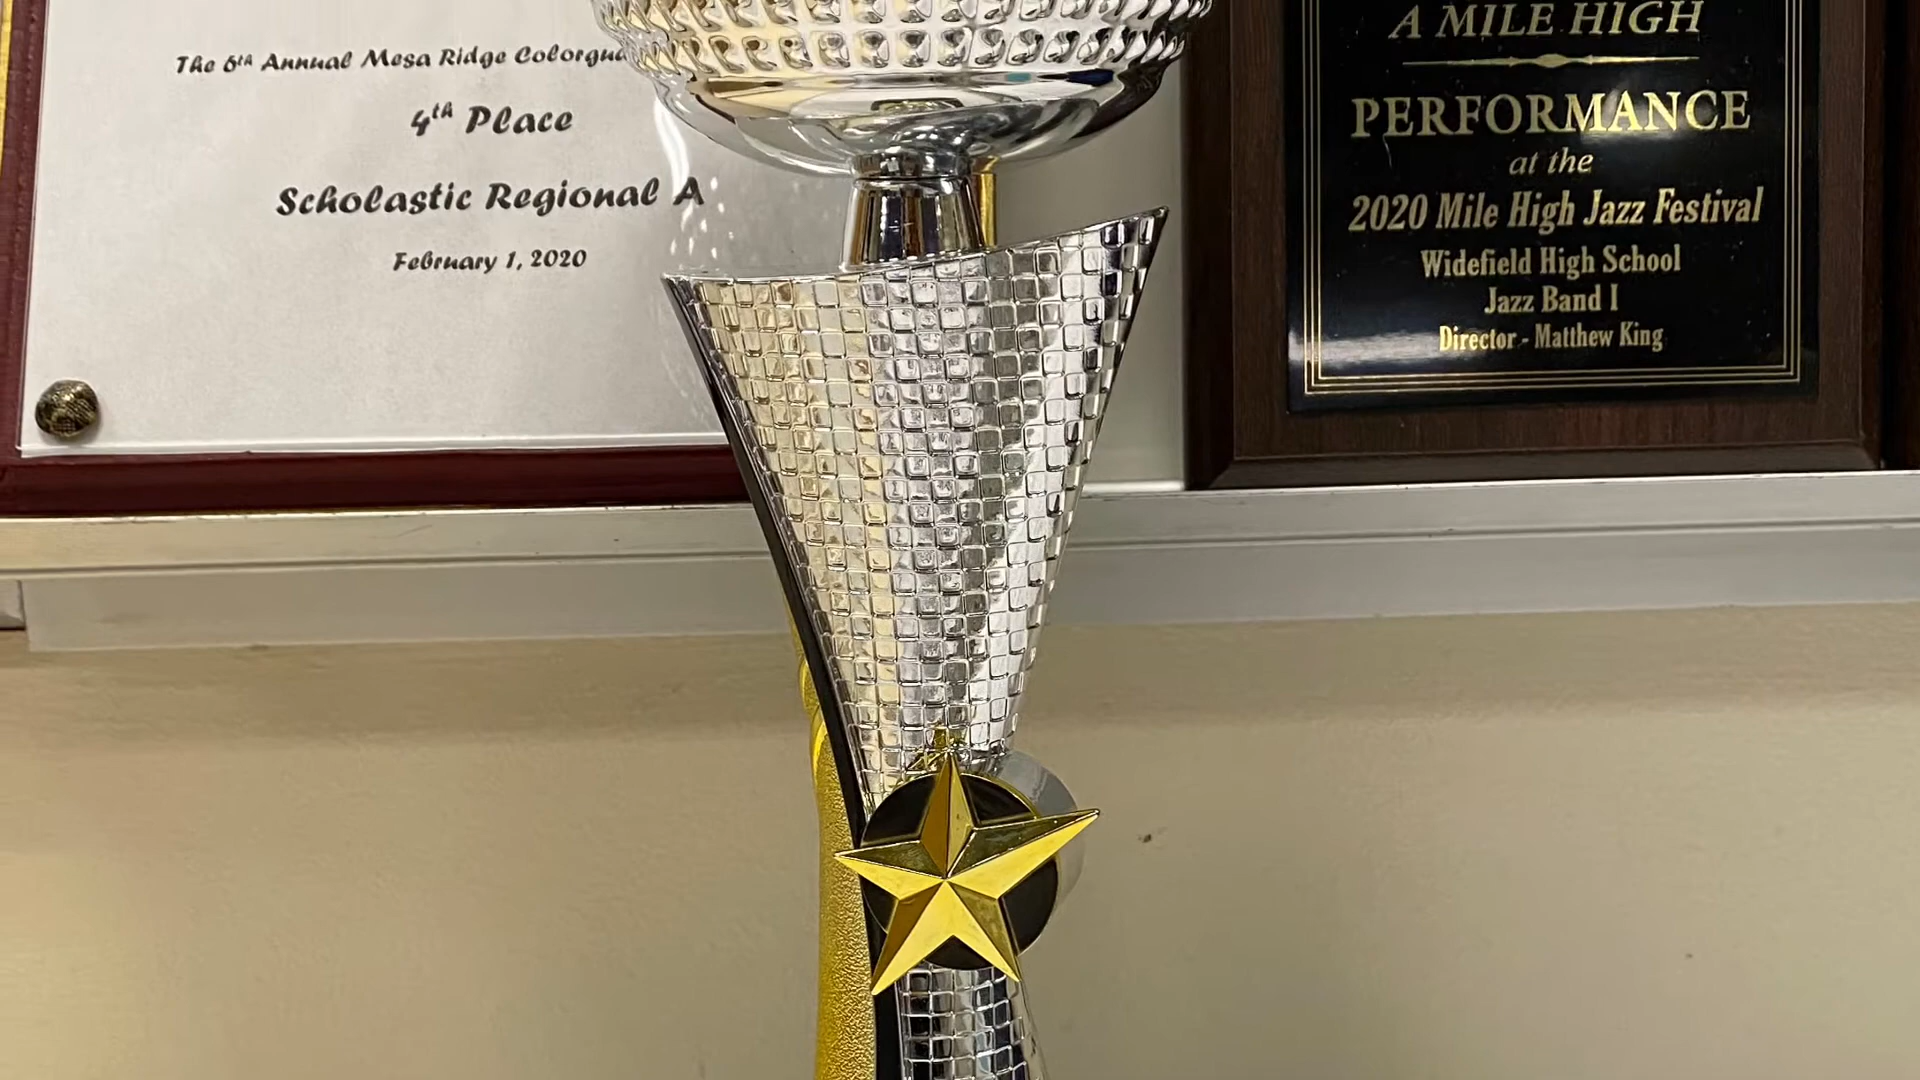 The 6th Annual Mesa Ridge
4th Place
Scholastic Regional A
February 1, 2020
A MILE HIGH
PERFORMANCE
at the
2020 Mile High Jazz Festival
Widefield High School
Jazz Band I
Director - Matthew King